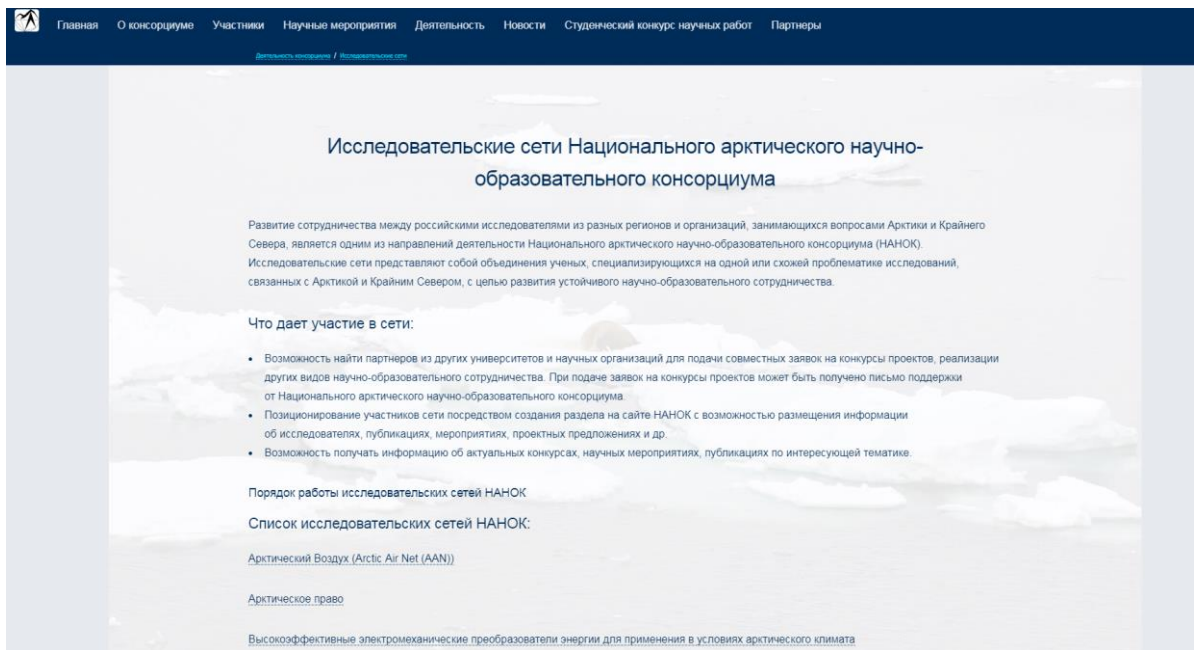 Главная О консорциуме Участники Научные мероприятия Деятельность Новости Студенческий конкурс научных работ Партнеры
Деятельность консорциума / Исследовательские сети
Исследовательские сети Национального арктического научно-
образовательного консорциума
Развитие сотрудничества между российскими исследователями из разных регионов и организаций, занимающихся вопросами Арктики и Крайнего
Севера, является одним из направлений деятельности Национального арктического научно-образовательного консорциума (НАНОК).
Исследовательские сети представляют собой объединения ученых, специализирующихся на одной или схожей проблематике исследований,
связанных с Арктикой и Крайним Севером, с целью развития устойчивого научно-образовательного сотрудничества.
Что дает участие в сети:
• Возможность найти партнеров из других университетов и научных организаций для подачи совместных заявок на конкурсы проектов, реализации
других видов научно-образовательного сотрудничества. При подаче заявок на конкурсы проектов может быть получено письмо поддержки
от Национального арктического научно-образовательного консорциума.
• Позиционирование участников сети посредством создания раздела на сайте НАНОК с возможностью размещения информации
об исследователях, публикациях, мероприятиях, проектных предложениях и др.
• Возможность получать информацию об актуальных конкурсах, научных мероприятиях, публикациях по интересующей тематике.
Порядок работы исследовательских сетей НАНОК
Список исследовательских сетей НАНОК:
Арктический Воздух (Arctic Air Net (AAN))
Арктическое право
Высокоэффективные электромеханические преобразователи энергии для применения в условиях арктического климата